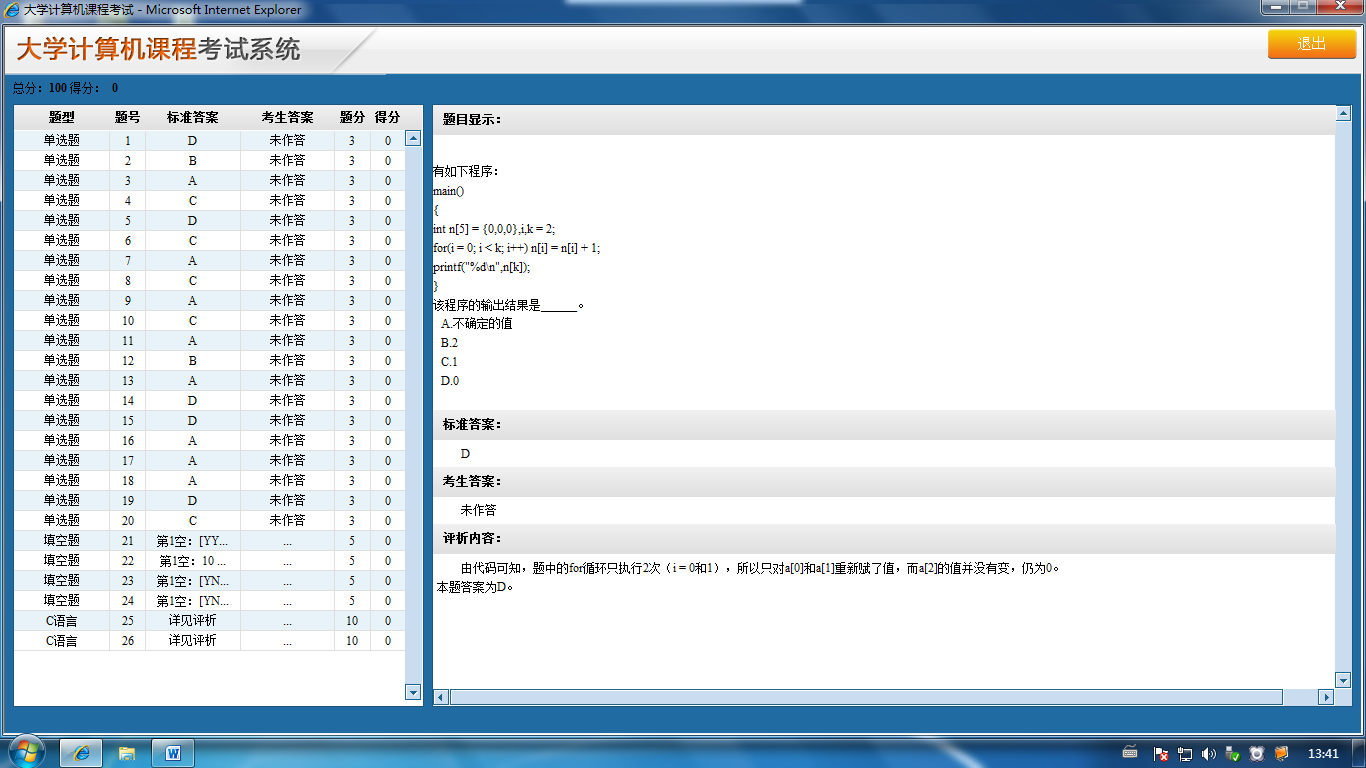 大学计算机课程考试 - Microsoft Internet Explorer
大学计算机课程考试系统
退出
总分：100 得分： 0
题型 题号 标准答案 考生答案 题分 得分
单选题 1 D 未作答 3 0
单选题 2 B 未作答 3 0
单选题 3 A 未作答 3 0
单选题 4 C 未作答 3 0
单选题 5 D 未作答 3 0
单选题 6 C 未作答 3 0
单选题 7 A 未作答 3 0
单选题 8 C 未作答 3 0
单选题 9 A 未作答 3 0
单选题 10 C 未作答 3 0
单选题 11 A 未作答 3 0
单选题 12 B 未作答 3 0
单选题 13 A 未作答 3 0
单选题 14 D 未作答 3 0
单选题 15 D 未作答 3 0
单选题 16 A 未作答 3 0
单选题 17 A 未作答 3 0
单选题 18 A 未作答 3 0
单选题 19 D 未作答 3 0
单选题 20 C 未作答 3 0
填空题 21 第1空：[YY... ... 5 0
填空题 22 第1空：10 ... ... 5 0
填空题 23 第1空：[YN... ... 5 0
填空题 24 第1空：[YN... ... 5 0
C语言 25 详见评析 ... 10 0
C语言 26 详见评析 ... 10 0
题目显示：
有如下程序：
main()
{
int n[5] = {0,0,0},i,k = 2;
for(i = 0; i < k; i++) n[i] = n[i] + 1;
printf("%d\n",n[k]);
}
该程序的输出结果是______。
A.不确定的值
B.2
C.1
D.0
标准答案：
D
考生答案：
未作答
评析内容：
由代码可知，题中的for循环只执行2次（i = 0和1），所以只对a[0]和a[1]重新赋了值，而a[2]的值并没有变，仍为0。
本题答案为D。
13:41